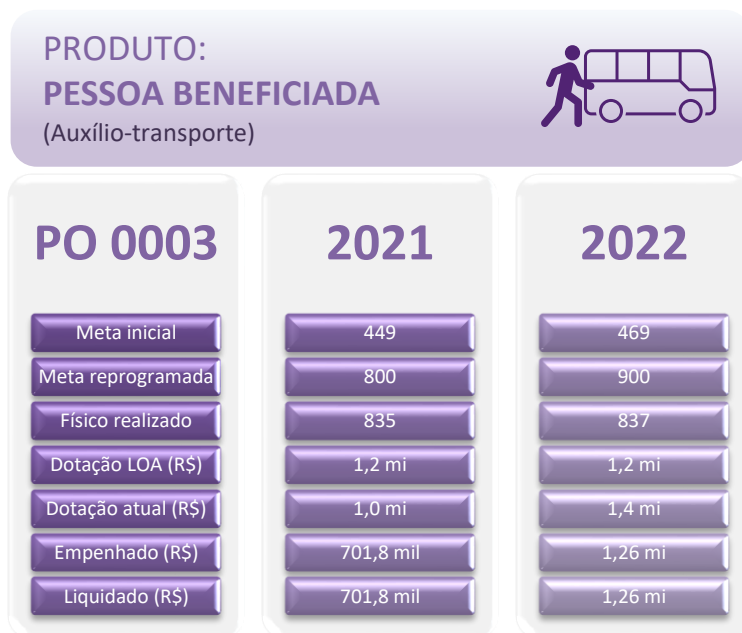 PRODUTO:
PESSOA BENEFICIADA
(Auxílio-transporte)
PO 0003 2021 2022
Meta inicial 449 469
Meta reprogramada 800 900
Físico realizado 835 837
Dotação LOA (R$) 1,2 mi 1,2 mi
Dotação atual (R$) 1,0 mi 1,4 mi
Empenhado (R$) 701,8 mil 1,26 mi
Liquidado (R$) 701,8 mil 1,26 mi